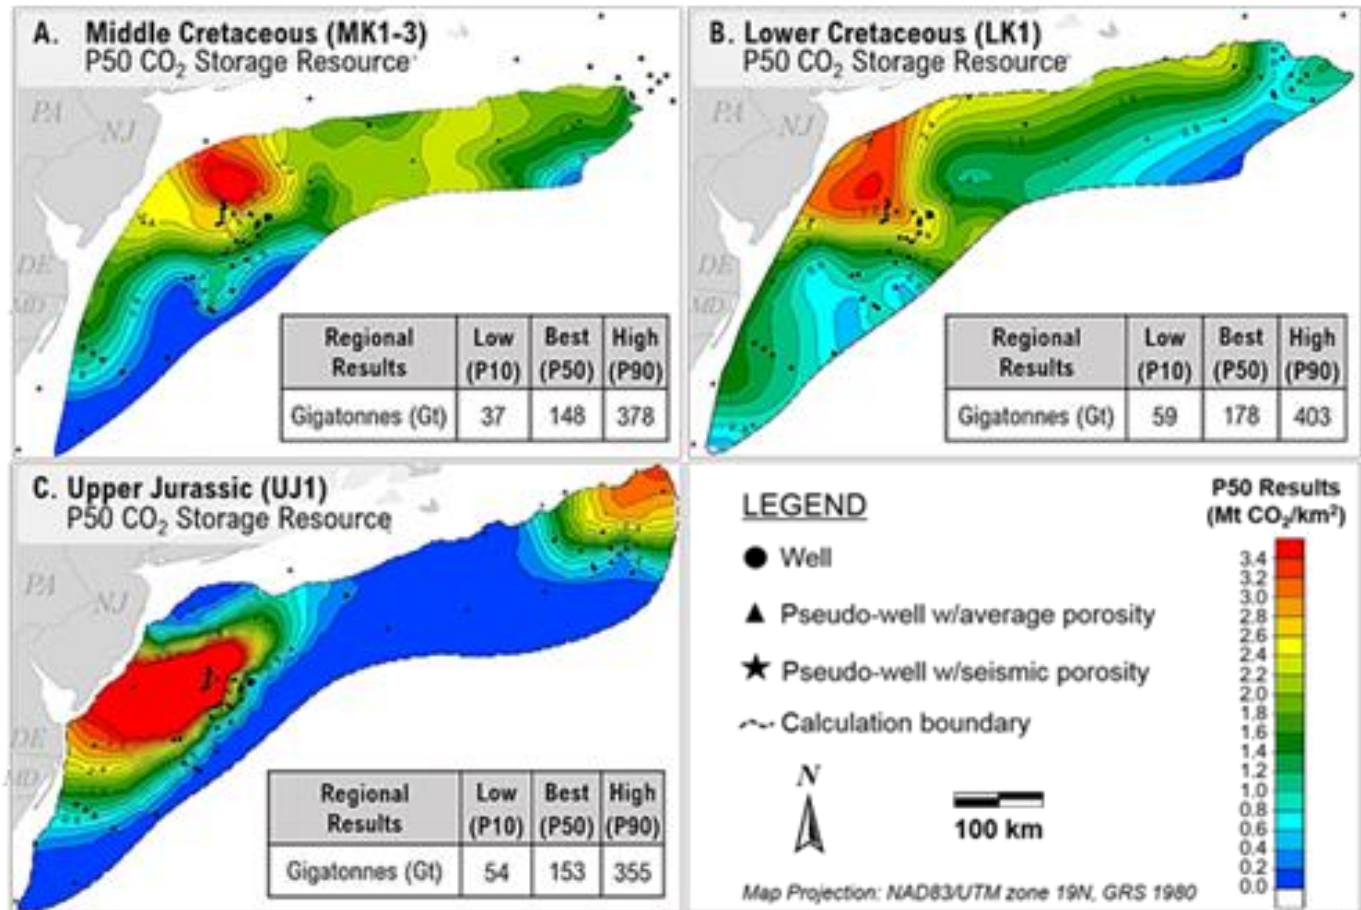 A. Middle Cretaceous (MK1-3)
P50 CO₂ Storage Resource
PA
NJ
DE
MD
Regional Results | Low (P10) | Best (P50) | High (P90)
Gigatonnes (Gt) | 37 | 148 | 378
B. Lower Cretaceous (LK1)
P50 CO₂ Storage Resource
PA
NJ
DE
MD
Regional Results | Low (P10) | Best (P50) | High (P90)
Gigatonnes (Gt) | 59 | 178 | 403
C. Upper Jurassic (UJ1)
P50 CO₂ Storage Resource
PA
NJ
DE
MD
Regional Results | Low (P10) | Best (P50) | High (P90)
Gigatonnes (Gt) | 54 | 153 | 355
LEGEND
Well
Pseudo-well w/average porosity
Pseudo-well w/seismic porosity
Calculation boundary
N
100 km
Map Projection: NAD83/UTM zone 19N, GRS 1980
P50 Results
(Mt CO₂/km²)
3.4
3.2
3.0
2.8
2.6
2.4
2.2
2.0
1.8
1.6
1.4
1.2
1.0
0.8
0.6
0.4
0.2
0.0